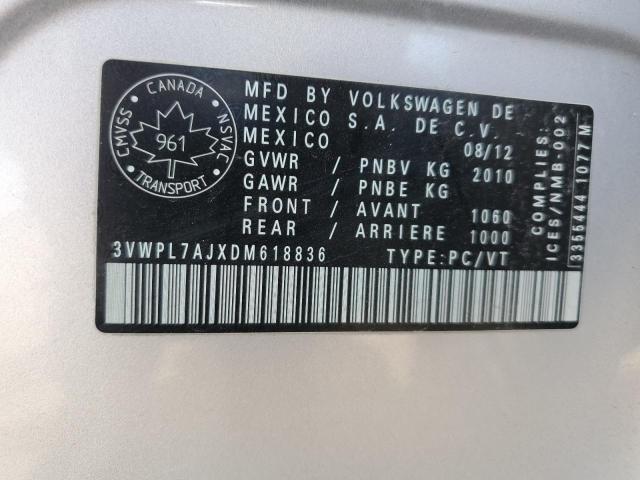 CANADA
CMVSS
NSVAC
961
TRANSPORT
MFD BY VOLKSWAGEN DE
MEXICO S.A. DE C.V.
MEXICO 08/12
GVWR / PNBV KG 2010
GAWR / PNBE KG
FRONT / AVANT 1060
REAR / ARRIERE 1000
3VWPL7AJXDM618836 TYPE:PC/VT
COMPLIES:
ICES/NMB-002
3355444 1077 M